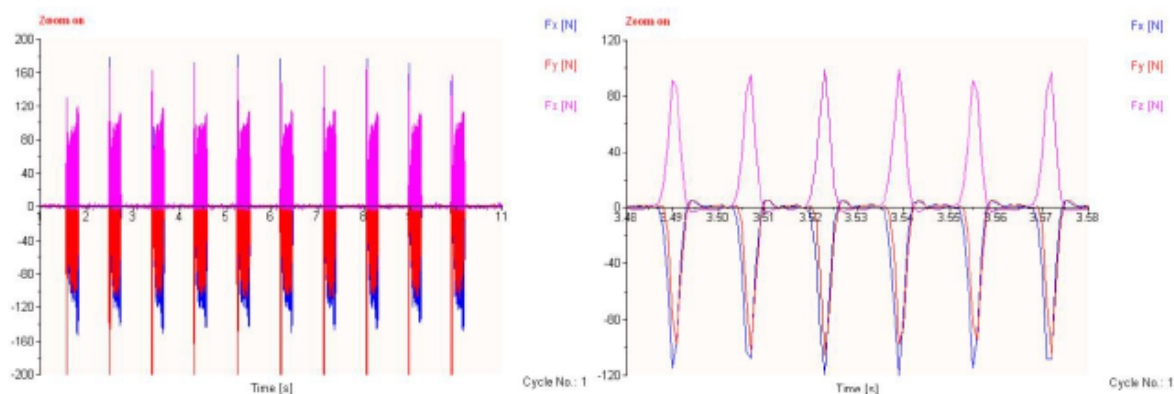 Zoom on
Fx [N]
Fy [N]
Fz [N]
200
160
120
80
40
0
-40
-80
-120
-160
-200
1 2 3 4 5 6 7 8 9 10 11
Time [s]
Cycle No.: 1
Zoom on
Fx [N]
Fy [N]
Fz [N]
120
80
40
0
-40
-80
-120
3.48 3.49 3.50 3.51 3.52 3.53 3.54 3.55 3.56 3.57 3.58
Time [s]
Cycle No.: 1